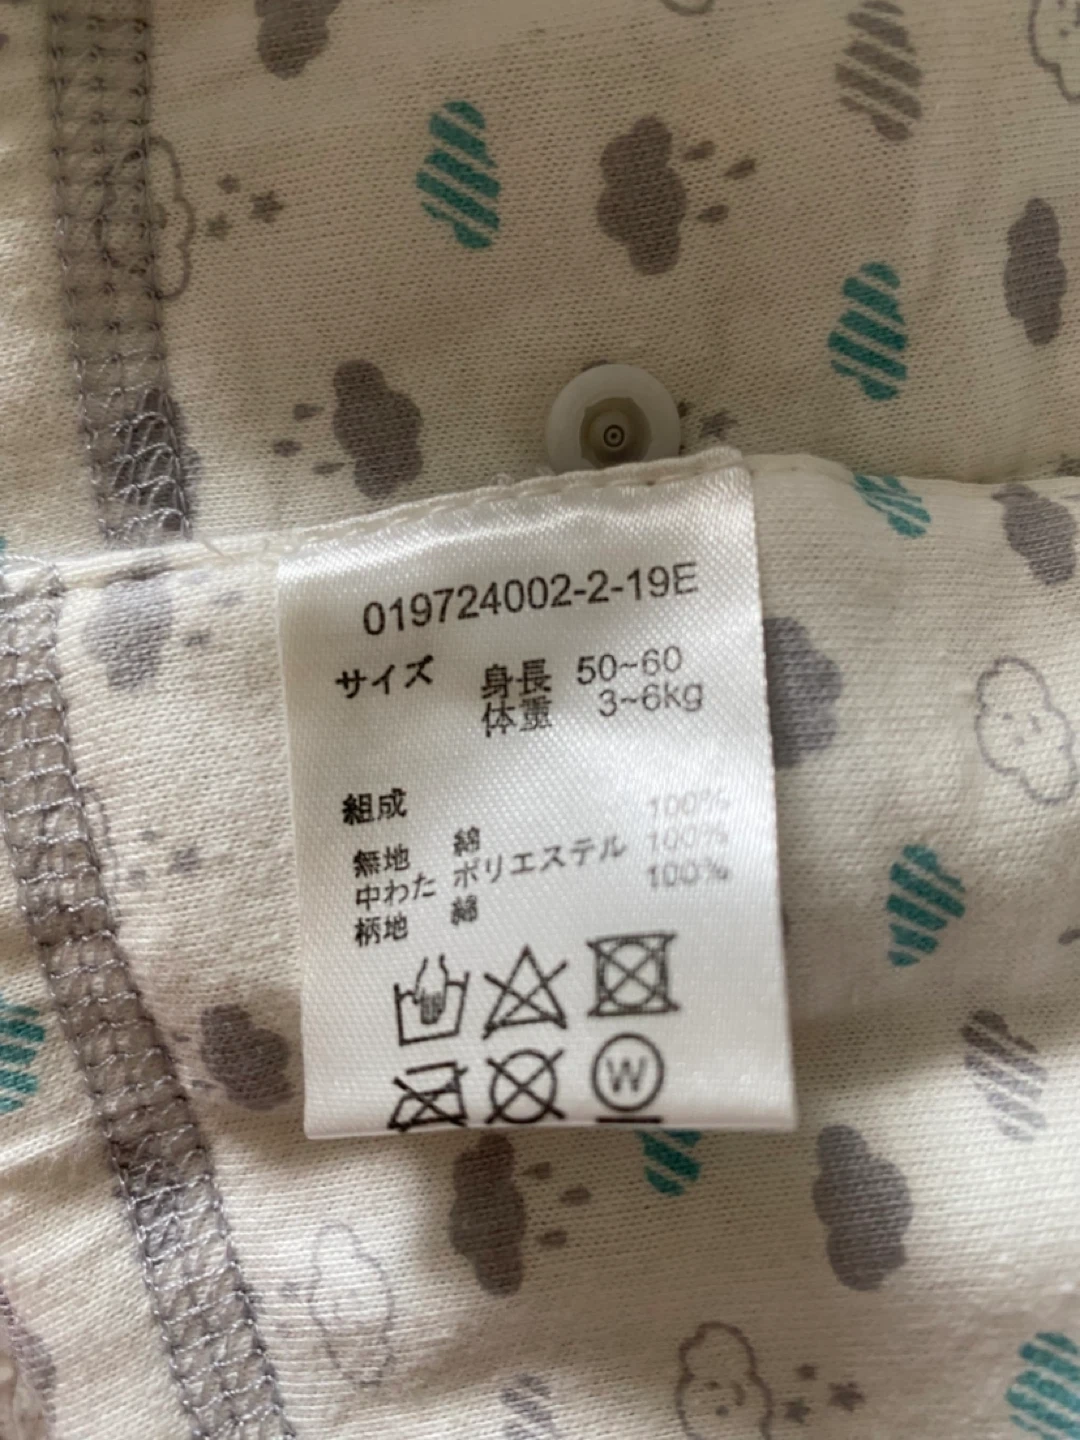 019724002-2-19E
サイズ 身長 50~60
体重 3~6kg
組成
無地 綿 100%
中わた ポリエステル 100%
柄地 綿 100%
W